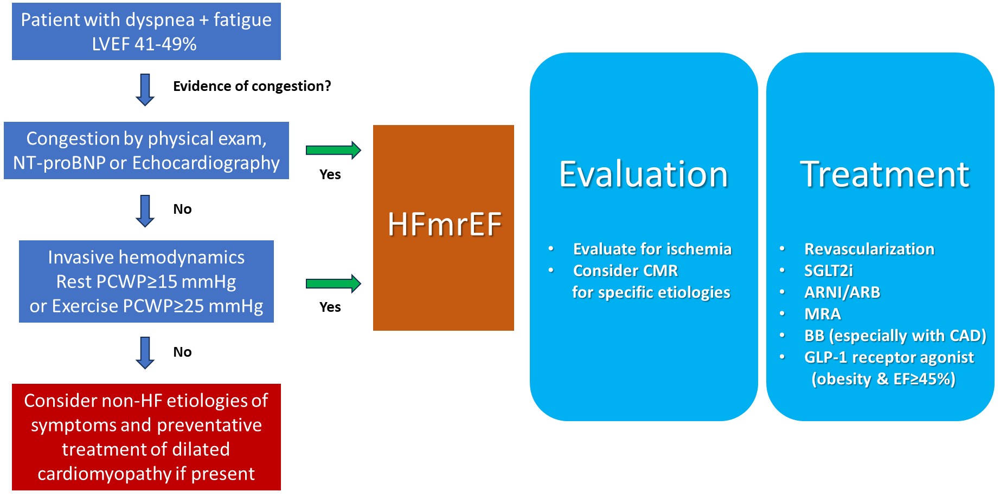 Patient with dyspnea + fatigue
LVEF 41-49%
Evidence of congestion?
Congestion by physical exam,
NT-proBNP or Echocardiography
Yes
No
Invasive hemodynamics
Rest PCWP≥15 mmHg
or Exercise PCWP≥25 mmHg
Yes
No
Consider non-HF etiologies of
symptoms and preventative
treatment of dilated
cardiomyopathy if present
HFmrEF
Evaluation
• Evaluate for ischemia
• Consider CMR
for specific etiologies
Treatment
• Revascularization
• SGLT2i
• ARNI/ARB
• MRA
• BB (especially with CAD)
• GLP-1 receptor agonist
(obesity & EF≥45%)